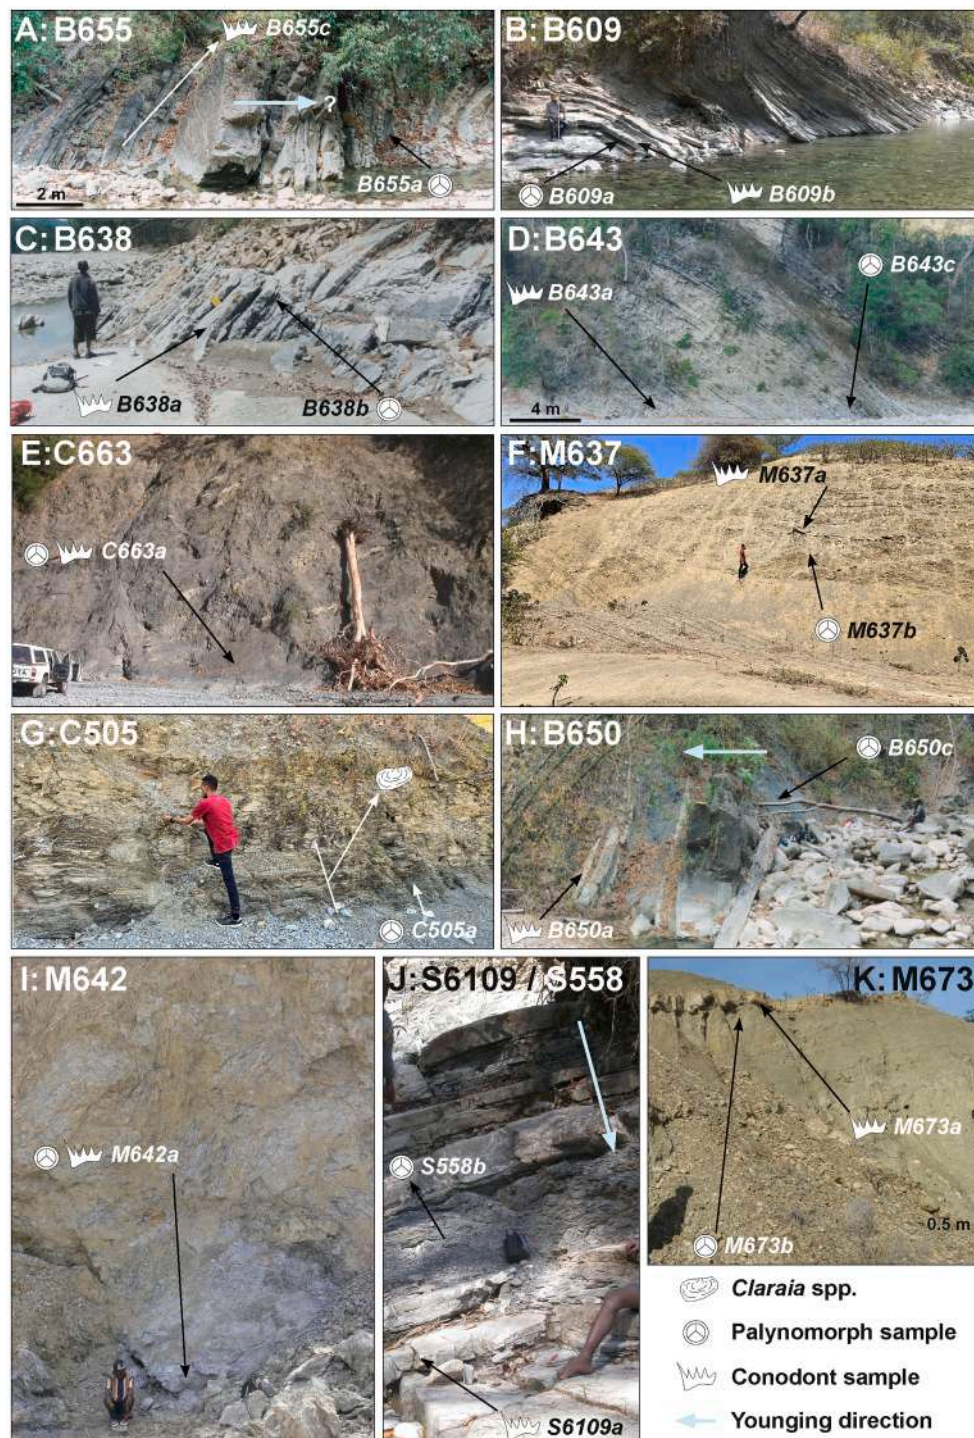 A: B655
B655c
?
B655a
2 m
B: B609
B609a
B609b
C: B638
B638a
B638b
D: B643
B643a
B643c
4 m
E: C663
C663a
F: M637
M637a
M637b
G: C505
C505a
H: B650
B650c
B650a
I: M642
M642a
J: S6109 / S558
S558b
S6109a
K: M673
M673a
0.5 m
M673b
Claraia spp.
Palynomorph sample
Conodont sample
Younging direction